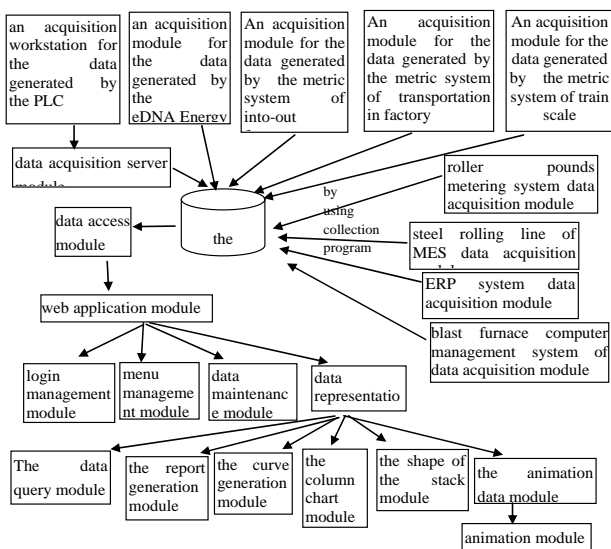 an acquisition
workstation for
the data
generated by
the PLC
an acquisition
module for
the data
generated by
the
eDNA Energy
An acquisition
module for the
data generated
by the metric
system of
into-out
An acquisition
module for the
data generated by
the metric system
of transportation
in factory
An acquisition
module for the
data generated
by the metric
system of train
scale
data acquisition server
module
roller pounds
metering system data
acquisition module
by
using
collection
program
data access
module
the
steel rolling line of
MES data acquisition
ERP system data
acquisition module
web application module
blast furnace computer
management system of
data acquisition module
login
management
module
menu
manageme
nt module
data
maintenanc
e module
data
representatio
The data
query module
the report
generation
module
the curve
generation
module
the
column
chart
module
the shape of
the stack
module
the animation
data module
animation module